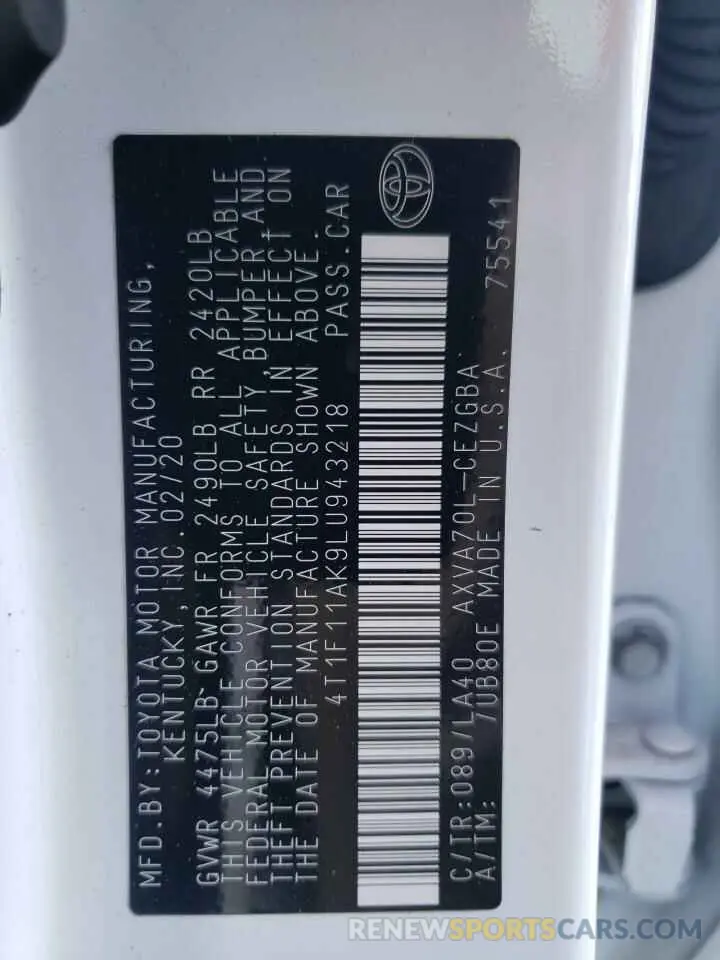 MFD.BY:TOYOTA MOTOR MANUFACTURING,
KENTUCKY,INC.02/20
GVWR 4475LB GAWR FR 2490LB RR 2420LB
THIS VEHICLE CONFORMS TO ALL APPLICABLE
FEDERAL MOTOR VEHICLE SAFETY,BUMPER,AND
THEFT PREVENTION STANDARDS IN EFFECT ON
THE DATE OF MANUFACTURE SHOWN ABOVE.
4T1F11AK9LU943218 PASS.CAR
C/TR:089/LA40 AXVA70L-CEZGBA
A/TM: /UB80E MADE IN U.S.A. 75541
RENEWSPORTSCARS.COM